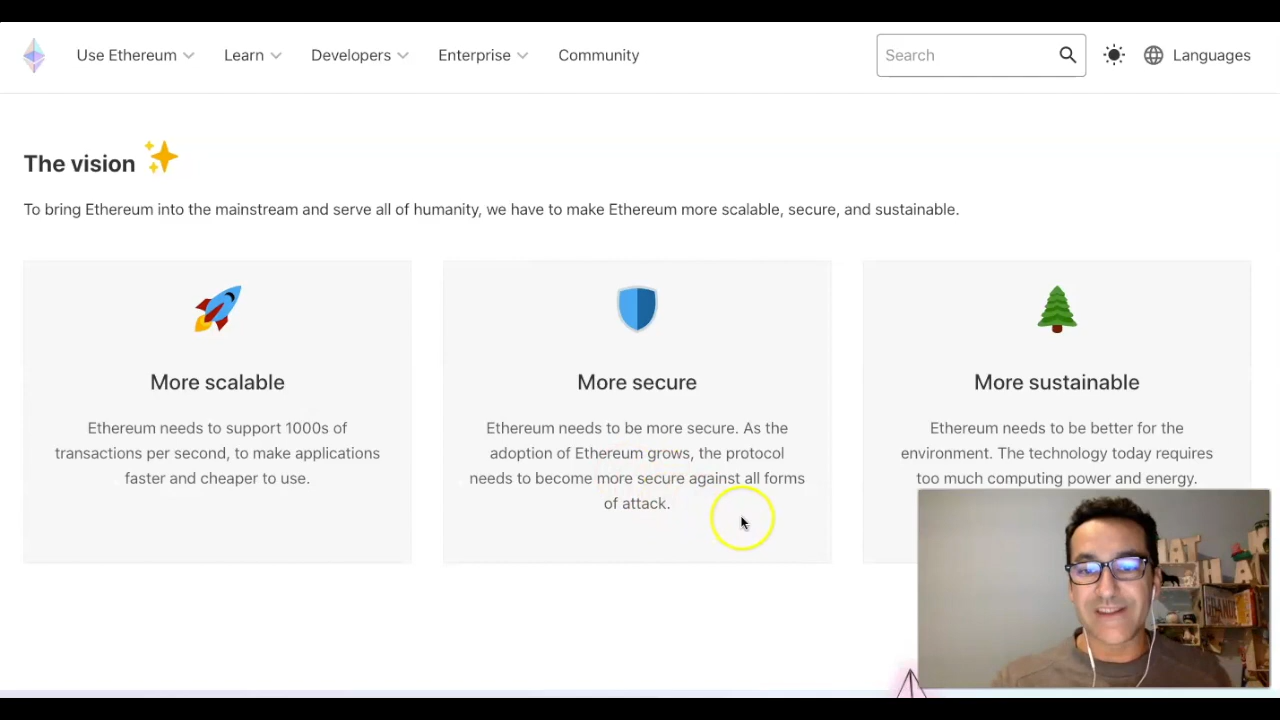 Use Ethereum Learn Developers Enterprise Community Search Languages
The vision
To bring Ethereum into the mainstream and serve all of humanity, we have to make Ethereum more scalable, secure, and sustainable.
More scalable
Ethereum needs to support 1000s of
transactions per second, to make applications
faster and cheaper to use.
More secure
Ethereum needs to be more secure. As the
adoption of Ethereum grows, the protocol
needs to become more secure against all forms
of attack.
More sustainable
Ethereum needs to be better for the
environment. The technology today requires
too much computing power and energy.